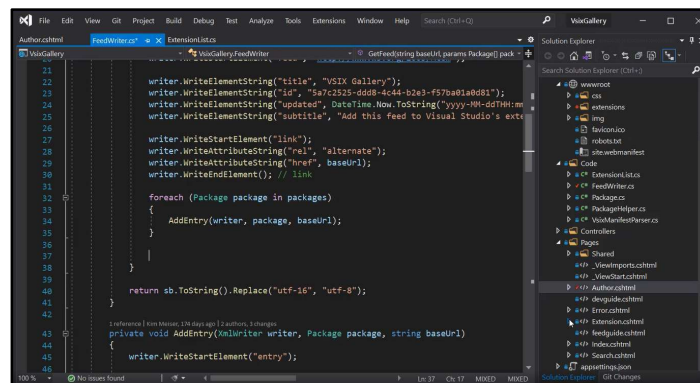 File Edit View Git Project Build Debug Test Analyze Tools Extensions Window Help Search (Ctrl+Q) VsixGallery
Author.cshtml FeedWriter.cs* ExtensionList.cs
VsixGallery VsixGallery.FeedWriter GetFeed(string baseUrl, params Package[] pack
21
22 writer.WriteElementString("title", "VSIX Gallery");
23 writer.WriteElementString("id", "5a7c2525-ddd8-4c44-b2e3-f57ba01a0d81");
24 writer.WriteElementString("updated", DateTime.Now.ToString("yyyy-MM-ddTHH:mm
25 writer.WriteElementString("subtitle", "Add this feed to Visual Studio's exte
26
27 writer.WriteStartElement("link");
28 writer.WriteAttributeString("rel", "alternate");
29 writer.WriteAttributeString("href", baseUrl);
30 writer.WriteEndElement(); // link
31
32 foreach (Package package in packages)
33 {
34 AddEntry(writer, package, baseUrl);
35 }
36
37
38 }
39
40 return sb.ToString().Replace("utf-16", "utf-8");
41 }
42
1 reference | Kim Meiser, 174 days ago | 2 authors, 3 changes
43 private void AddEntry(XmlWriter writer, Package package, string baseUrl)
44 {
45 writer.WriteStartElement("entry");
46
100 % No issues found Ln: 37 Ch: 17 MIXED MIXED
Solution Explorer
Search Solution Explorer (Ctrl+;)
wwwroot
css
extensions
img
favicon.ico
robots.txt
site.webmanifest
Code
C# ExtensionList.cs
C# FeedWriter.cs
C# Package.cs
C# PackageHelper.cs
C# VsixManifestParser.cs
Controllers
Pages
Shared
_ViewImports.cshtml
_ViewStart.cshtml
Author.cshtml
devguide.cshtml
Error.cshtml
Extension.cshtml
feedguide.cshtml
Index.cshtml
Search.cshtml
appsettings.json
Solution Explorer Git Changes